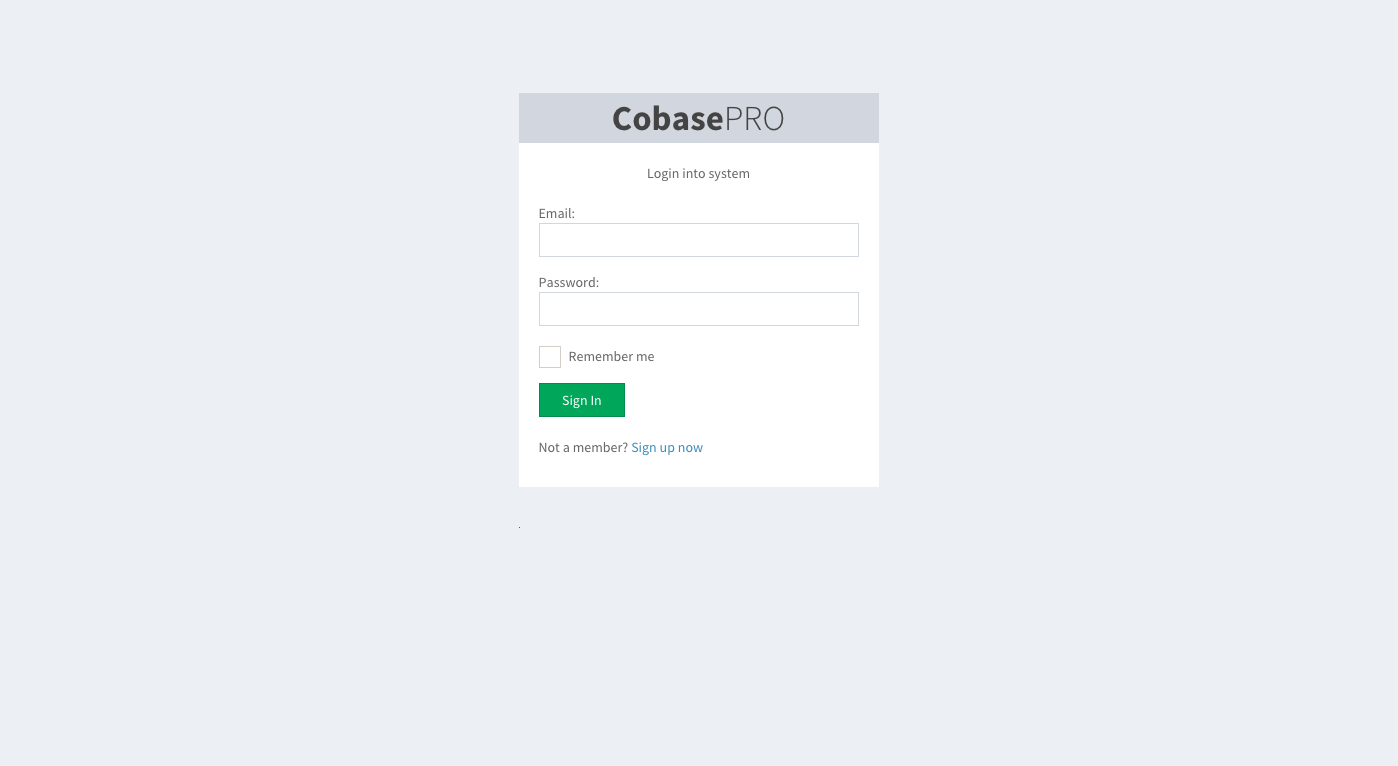 CobasePRO
Login into system
Email:
Password:
Remember me
Sign In
Not a member? Sign up now
.